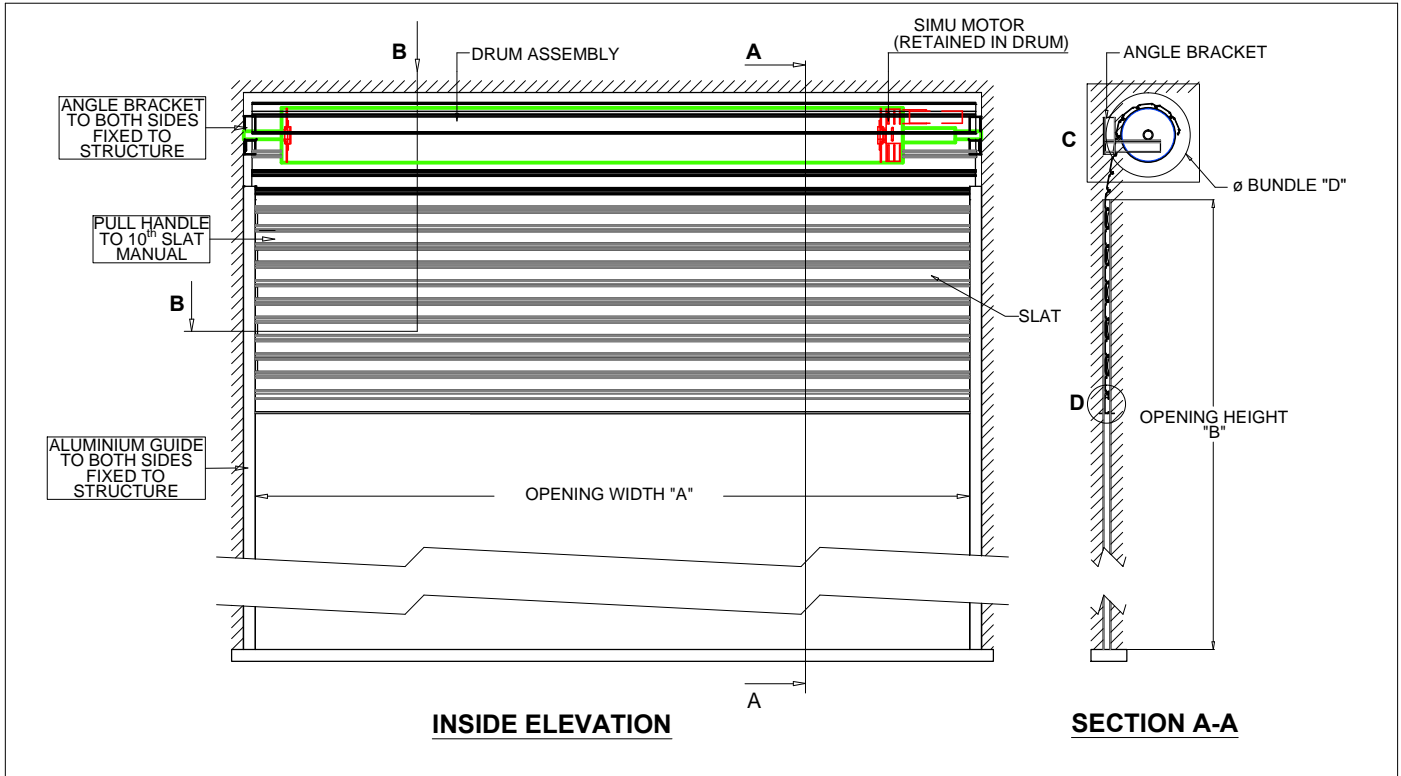 SIMU MOTOR
(RETAINED IN DRUM)
B
DRUM ASSEMBLY
A
ANGLE BRACKET
ANGLE BRACKET
TO BOTH SIDES
FIXED TO
STRUCTURE
C
ø BUNDLE "D"
PULL HANDLE
TO 10th SLAT
MANUAL
B
SLAT
D
OPENING HEIGHT
"B"
ALUMINIUM GUIDE
TO BOTH SIDES
FIXED TO
STRUCTURE
OPENING WIDTH "A"
A
INSIDE ELEVATION
SECTION A-A